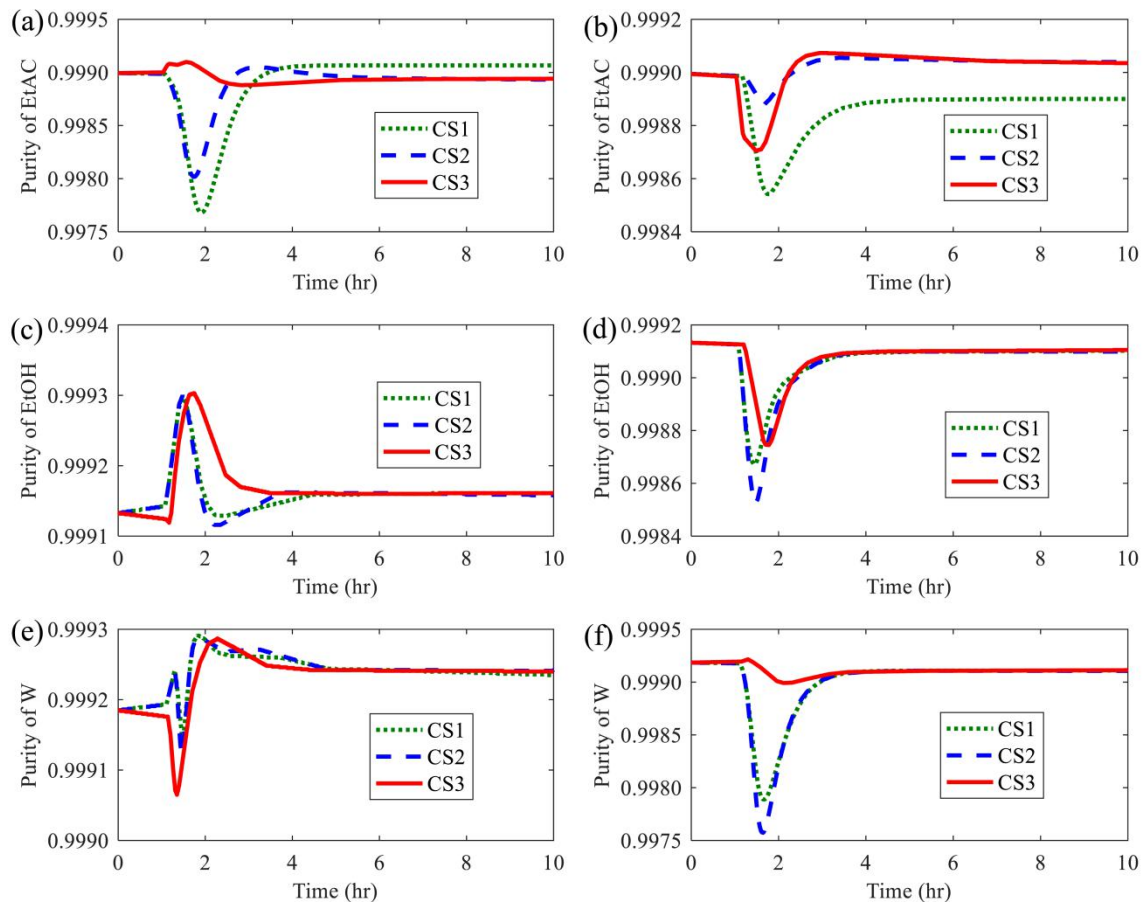 (a)
0.9995
0.9990
0.9985
0.9980
0.9975
Purity of EtAC
CS1
CS2
CS3
0 2 4 6 8 10
Time (hr)
(b)
0.9992
0.9990
0.9988
0.9986
0.9984
Purity of EtAC
CS1
CS2
CS3
0 2 4 6 8 10
Time (hr)
(c)
0.9994
0.9993
0.9992
0.9991
Purity of EtOH
CS1
CS2
CS3
0 2 4 6 8 10
Time (hr)
(d)
0.9992
0.9990
0.9988
0.9986
0.9984
Purity of EtOH
CS1
CS2
CS3
0 2 4 6 8 10
Time (hr)
(e)
0.9993
0.9992
0.9991
0.9990
Purity of W
CS1
CS2
CS3
0 2 4 6 8 10
Time (hr)
(f)
0.9995
0.9990
0.9985
0.9980
0.9975
Purity of W
CS1
CS2
CS3
0 2 4 6 8 10
Time (hr)